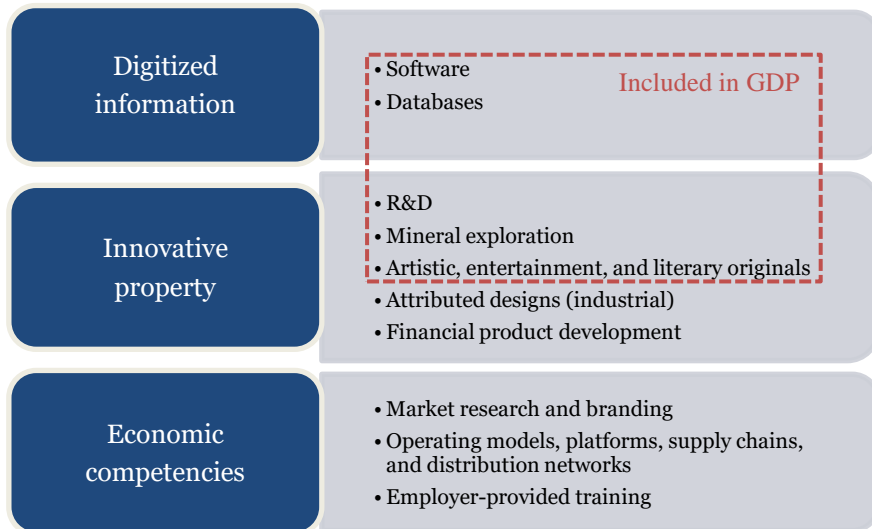 Digitized
information
• Software
• Databases
Included in GDP
Innovative
property
• R&D
• Mineral exploration
• Artistic, entertainment, and literary originals
• Attributed designs (industrial)
• Financial product development
Economic
competencies
• Market research and branding
• Operating models, platforms, supply chains,
and distribution networks
• Employer-provided training